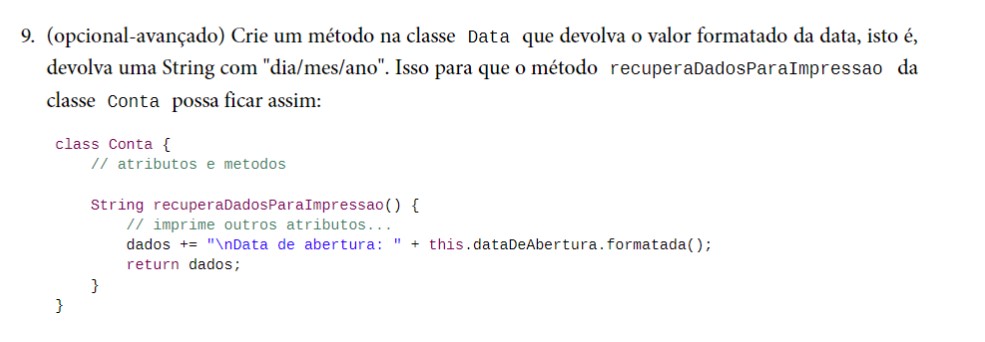 9. (opcional-avançado) Crie um método na classe Data que devolva o valor formatado da data, isto é,
devolva uma String com "dia/mes/ano". Isso para que o método recuperaDadosParaImpressao da
classe Conta possa ficar assim:
class Conta {
// atributos e metodos
String recuperaDadosParaImpressao() {
// imprime outros atributos...
dados += "\nData de abertura: " + this.dataDeAbertura.formatada();
return dados;
}
}